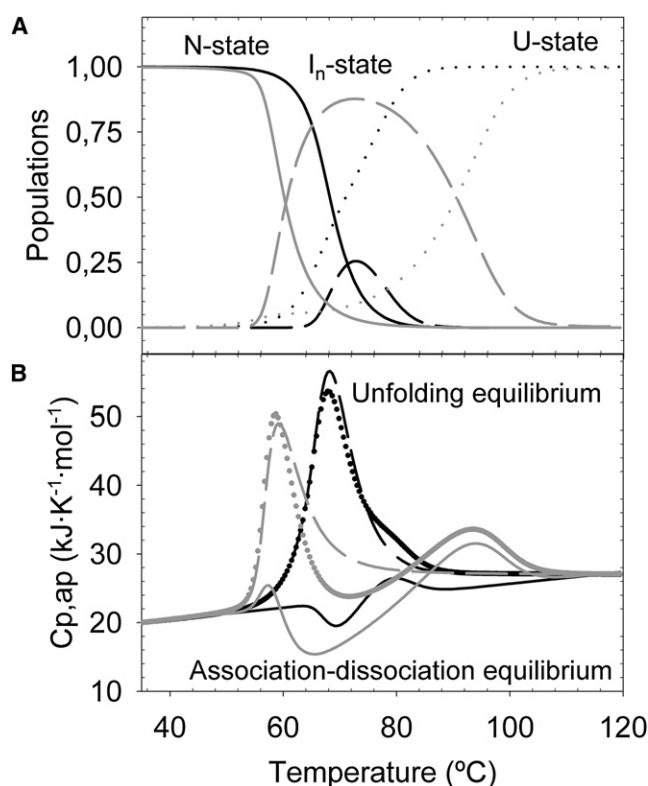 A
N-state
Iₙ-state
U-state
1,00
0,75
0,50
0,25
0,00
Populations
B
Unfolding equilibrium
50
40
30
20
10
Cp,ap (kJ·K⁻¹·mol⁻¹)
Association-dissociation equilibrium
40 60 80 100 120
Temperature (ºC)